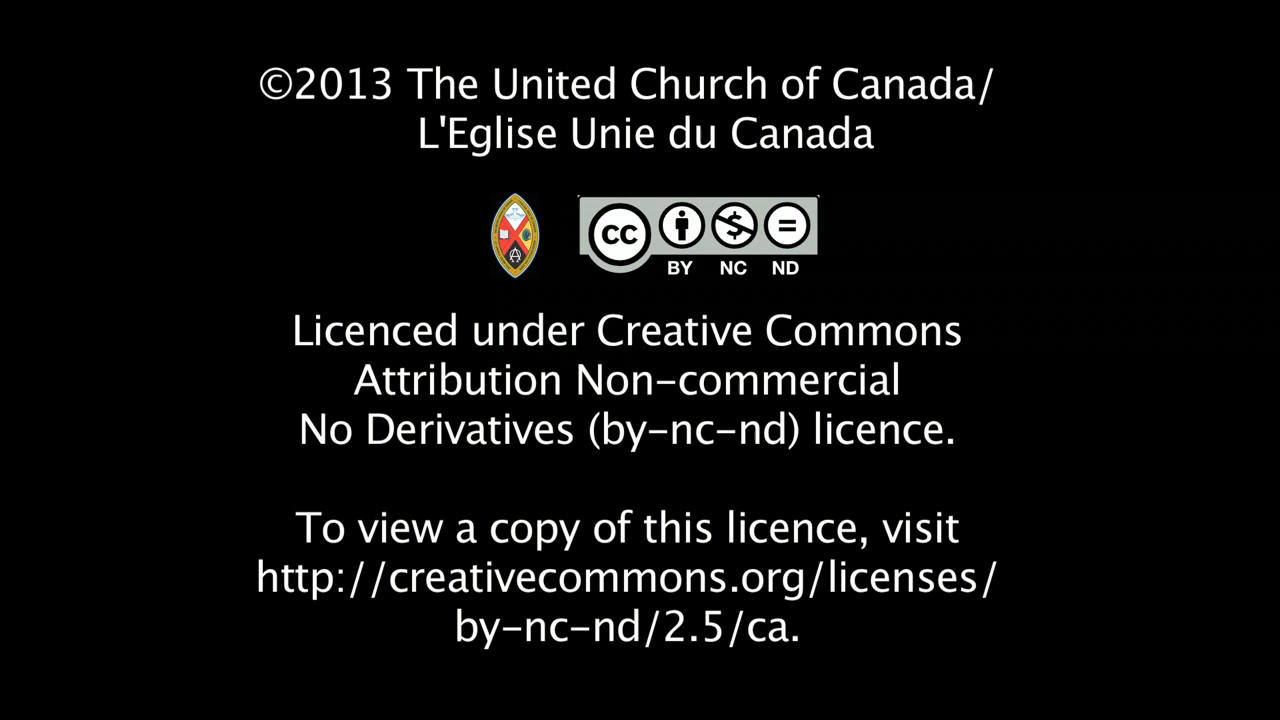 ©2013 The United Church of Canada/
L'Eglise Unie du Canada
CC BY NC ND
Licenced under Creative Commons
Attribution Non-commercial
No Derivatives (by-nc-nd) licence.
To view a copy of this licence, visit
http://creativecommons.org/licenses/
by-nc-nd/2.5/ca.